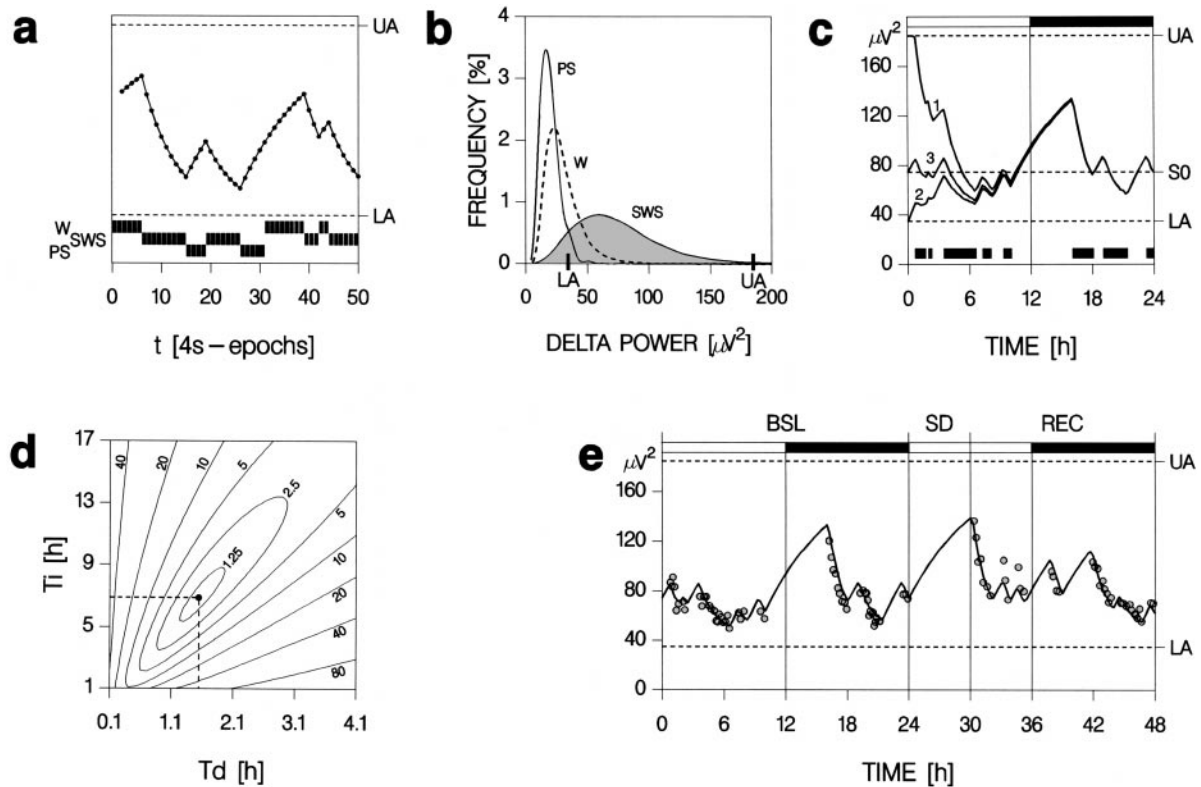 a
UA
LA
W
SWS
PS
0 10 20 30 40 50
t [4s–epochs]
b
FREQUENCY [%]
4
3
2
1
0
PS
W
SWS
LA
UA
0 50 100 150 200
DELTA POWER [μV²]
c
μV²
160
120
80
40
0
1
3
2
UA
S0
LA
0 6 12 18 24
TIME [h]
d
Ti [h]
17
13
9
5
1
40
20
10
5
2.5
1.25
5
10
20
40
80
0.1 1.1 2.1 3.1 4.1
Td [h]
e
BSL SD REC
μV²
160
120
80
40
0
UA
LA
0 6 12 18 24 30 36 42 48
TIME [h]